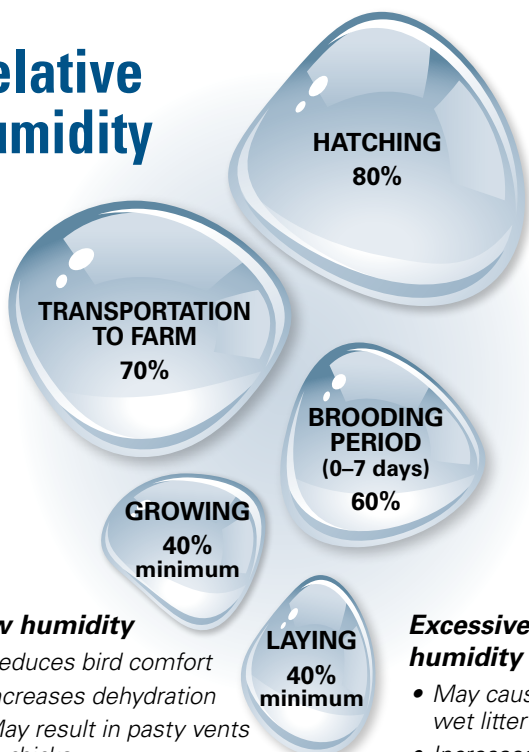 elative
umidity
HATCHING
80%
TRANSPORTATION
TO FARM
70%
BROODING
PERIOD
(0–7 days)
60%
GROWING
40%
minimum
LAYING
40%
minimum
w humidity
educes bird comfort
creases dehydration
May result in pasty vents
Excessive
humidity
• May caus
wet litter